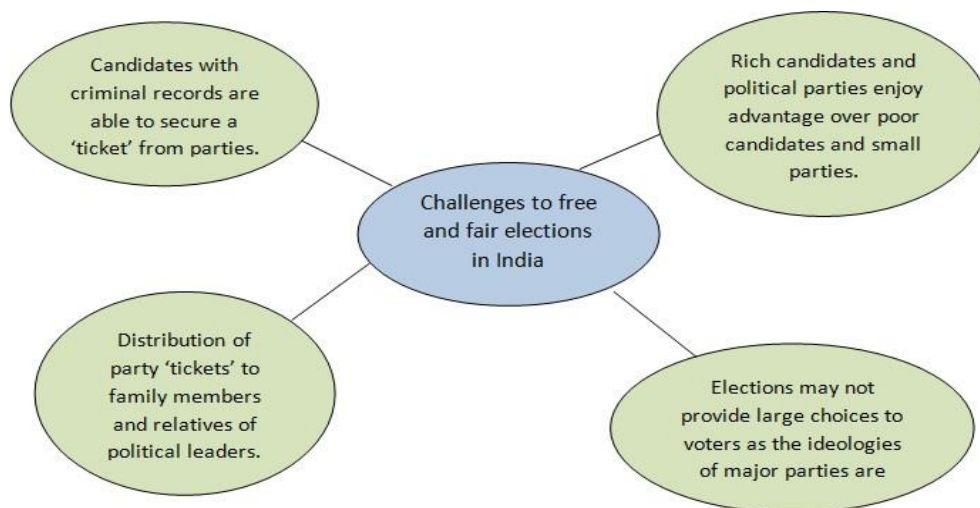 Candidates with
criminal records are
able to secure a
‘ticket’ from parties.
Rich candidates and
political parties enjoy
advantage over poor
candidates and small
parties.
Challenges to free
and fair elections
in India
Distribution of
party ‘tickets’ to
family members
and relatives of
political leaders.
Elections may not
provide large choices to
voters as the ideologies
of major parties are